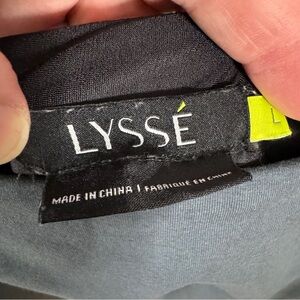 LYSSÉ
L
MADE IN CHINA | FABRIQUÉ EN CHINE